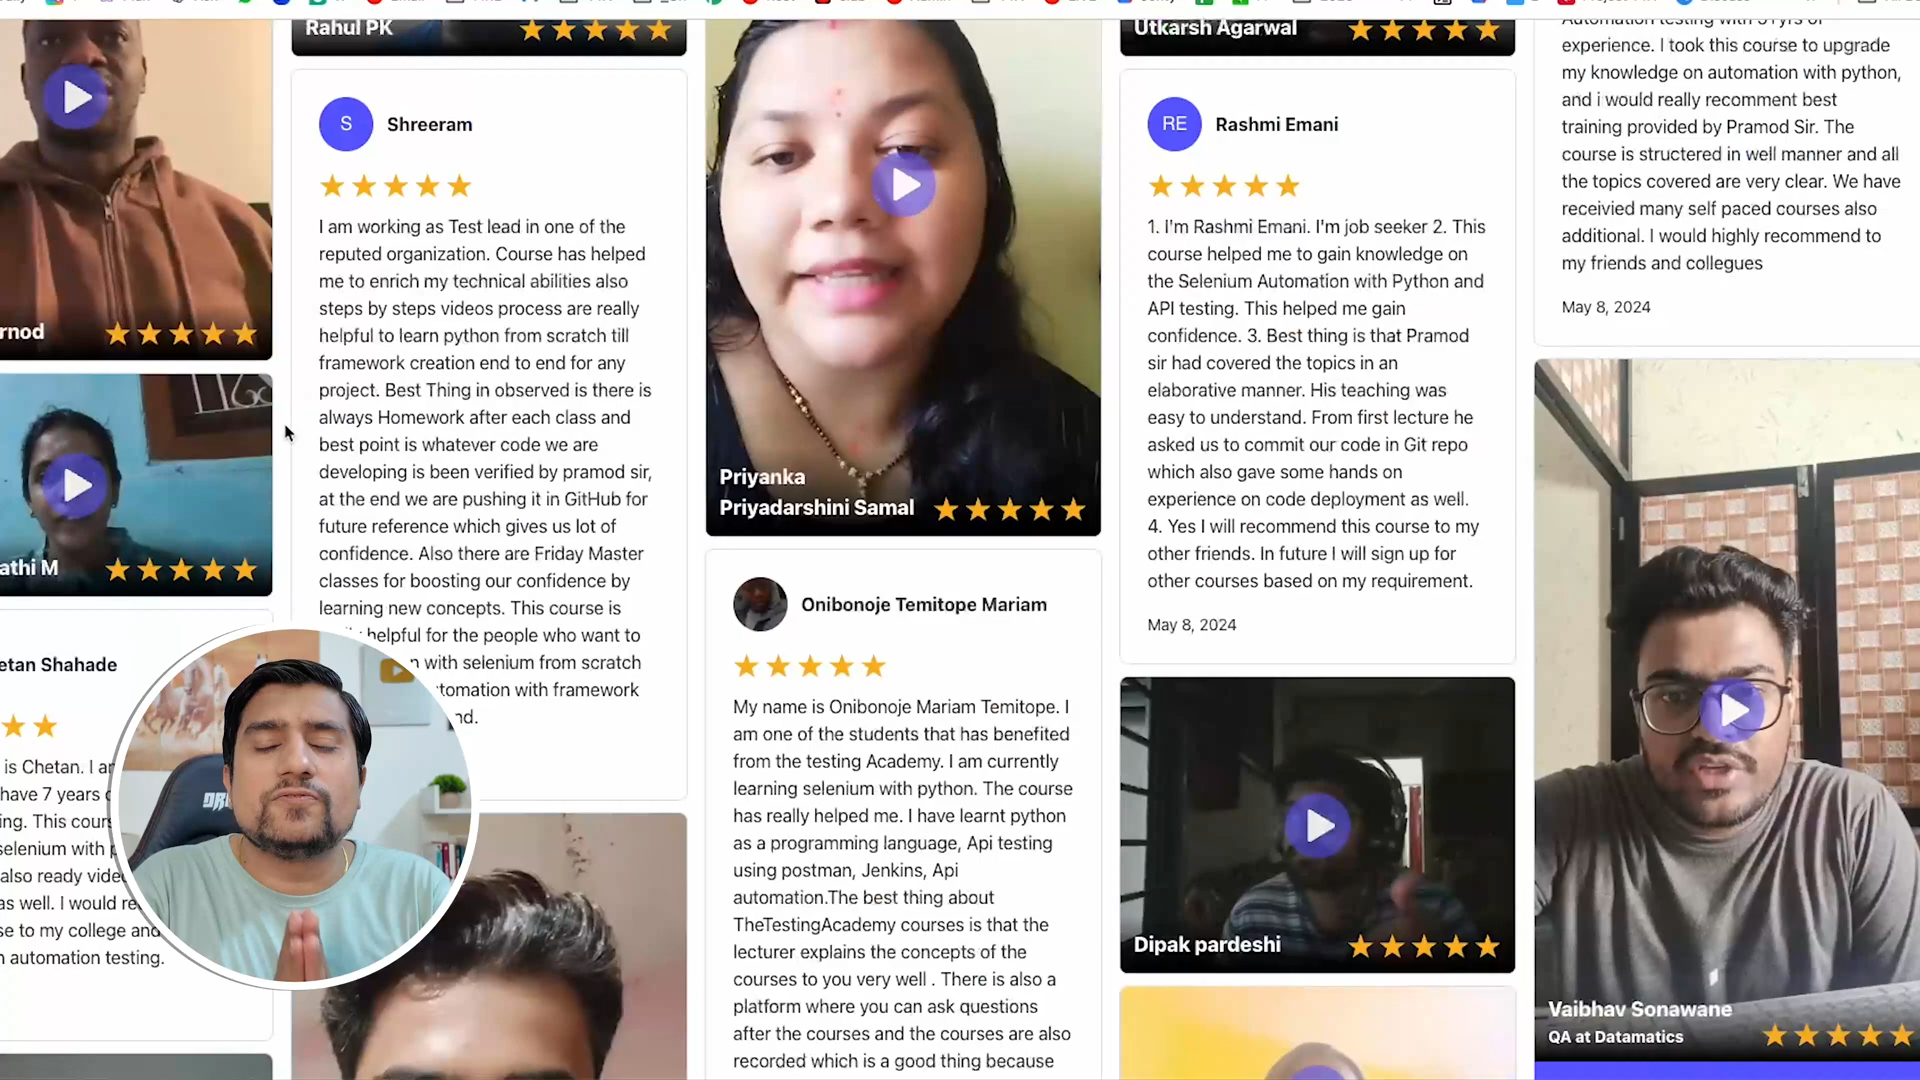 rnod
athi M
etan Shahade
is Chetan. I ar
have 7 years
ing. This cours
selenium with
also ready vide
as well. I would re
se to my college and
n automation testing.
Rahul PK
S
Shreeram
I am working as Test lead in one of the
reputed organization. Course has helped
me to enrich my technical abilities also
steps by steps videos process are really
helpful to learn python from scratch till
framework creation end to end for any
project. Best Thing in observed is there is
always Homework after each class and
best point is whatever code we are
developing is been verified by pramod sir,
at the end we are pushing it in GitHub for
future reference which gives us lot of
confidence. Also there are Friday Master
classes for boosting our confidence by
learning new concepts. This course is
helpful for the people who want to
with selenium from scratch
tomation with framework
nd.
Priyanka
Priyadarshini Samal
Onibonoje Temitope Mariam
My name is Onibonoje Mariam Temitope. I
am one of the students that has benefited
from the testing Academy. I am currently
learning selenium with python. The course
has really helped me. I have learnt python
as a programming language, Api testing
using postman, Jenkins, Api
automation.The best thing about
TheTestingAcademy courses is that the
lecturer explains the concepts of the
courses to you very well . There is also a
platform where you can ask questions
after the courses and the courses are also
recorded which is a good thing because
Utkarsh Agarwal
RE
Rashmi Emani
1. I'm Rashmi Emani. I'm job seeker 2. This
course helped me to gain knowledge on
the Selenium Automation with Python and
API testing. This helped me gain
confidence. 3. Best thing is that Pramod
sir had covered the topics in an
elaborative manner. His teaching was
easy to understand. From first lecture he
asked us to commit our code in Git repo
which also gave some hands on
experience on code deployment as well.
4. Yes I will recommend this course to my
other friends. In future I will sign up for
other courses based on my requirement.
May 8, 2024
Dipak pardeshi
Automation testing with
experience. I took this course to upgrade
my knowledge on automation with python,
and i would really recomment best
training provided by Pramod Sir. The
course is structered in well manner and all
the topics covered are very clear. We have
receivied many self paced courses also
additional. I would highly recommend to
my friends and collegues
May 8, 2024
Vaibhav Sonawane
QA at Datamatics